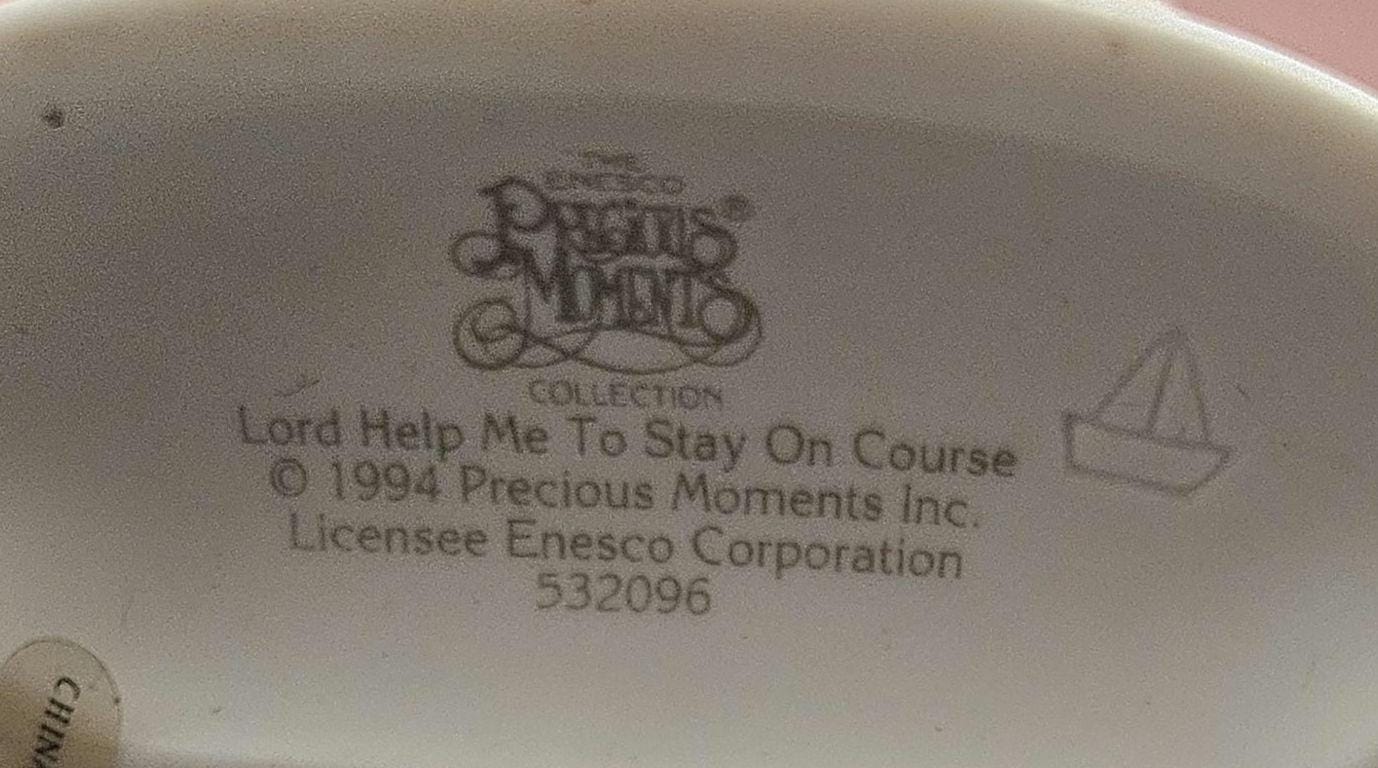 THE
ENESCO
PRECIOUS®
MOMENTS
COLLECTION
Lord Help Me To Stay On Course
© 1994 Precious Moments Inc.
Licensee Enesco Corporation
532096